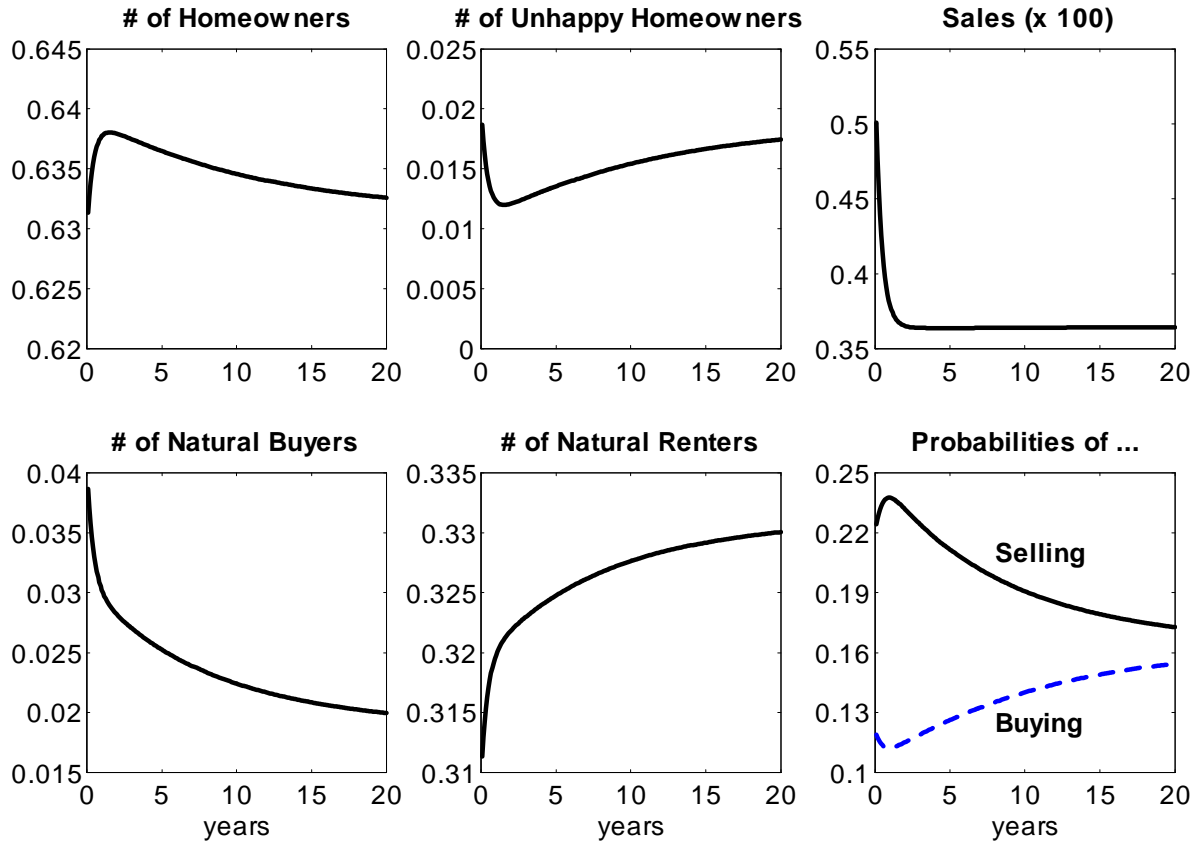 # of Homeowners
# of Unhappy Homeowners
Sales (x 100)
0.645
0.64
0.635
0.63
0.625
0.62
0 5 10 15 20
0.025
0.02
0.015
0.01
0.005
0
0 5 10 15 20
0.55
0.5
0.45
0.4
0.35
0 5 10 15 20
# of Natural Buyers
# of Natural Renters
Probabilities of ...
0.04
0.035
0.03
0.025
0.02
0.015
0 5 10 15 20
years
0.335
0.33
0.325
0.32
0.315
0.31
0 5 10 15 20
years
0.25
0.22
0.19
0.16
0.13
0.1
Selling
Buying
0 5 10 15 20
years